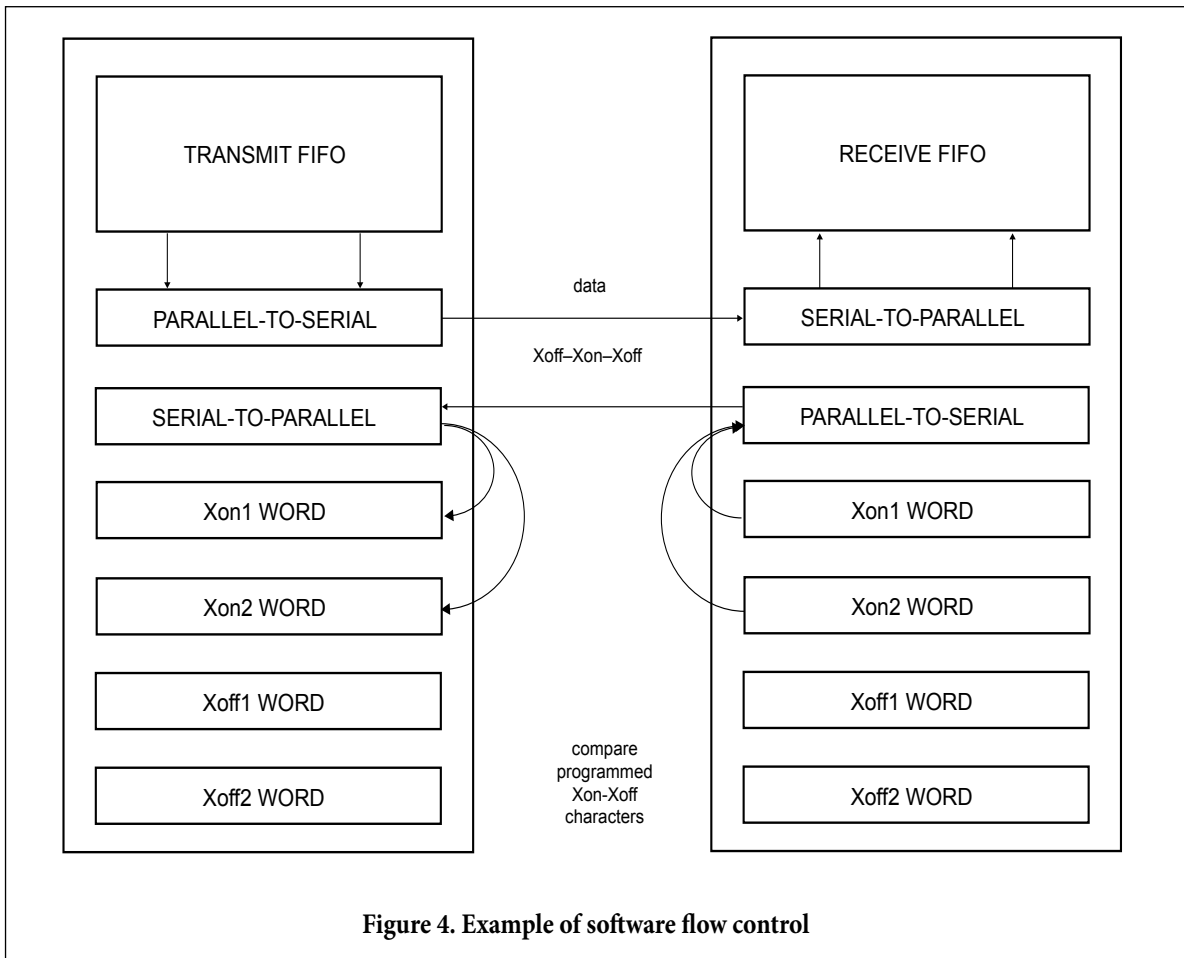 TRANSMIT FIFO
RECEIVE FIFO
data
PARALLEL-TO-SERIAL
SERIAL-TO-PARALLEL
Xoff–Xon–Xoff
SERIAL-TO-PARALLEL
PARALLEL-TO-SERIAL
Xon1 WORD
Xon1 WORD
Xon2 WORD
Xon2 WORD
Xoff1 WORD
Xoff1 WORD
compare
programmed
Xon-Xoff
characters
Xoff2 WORD
Xoff2 WORD
Figure 4. Example of software flow control